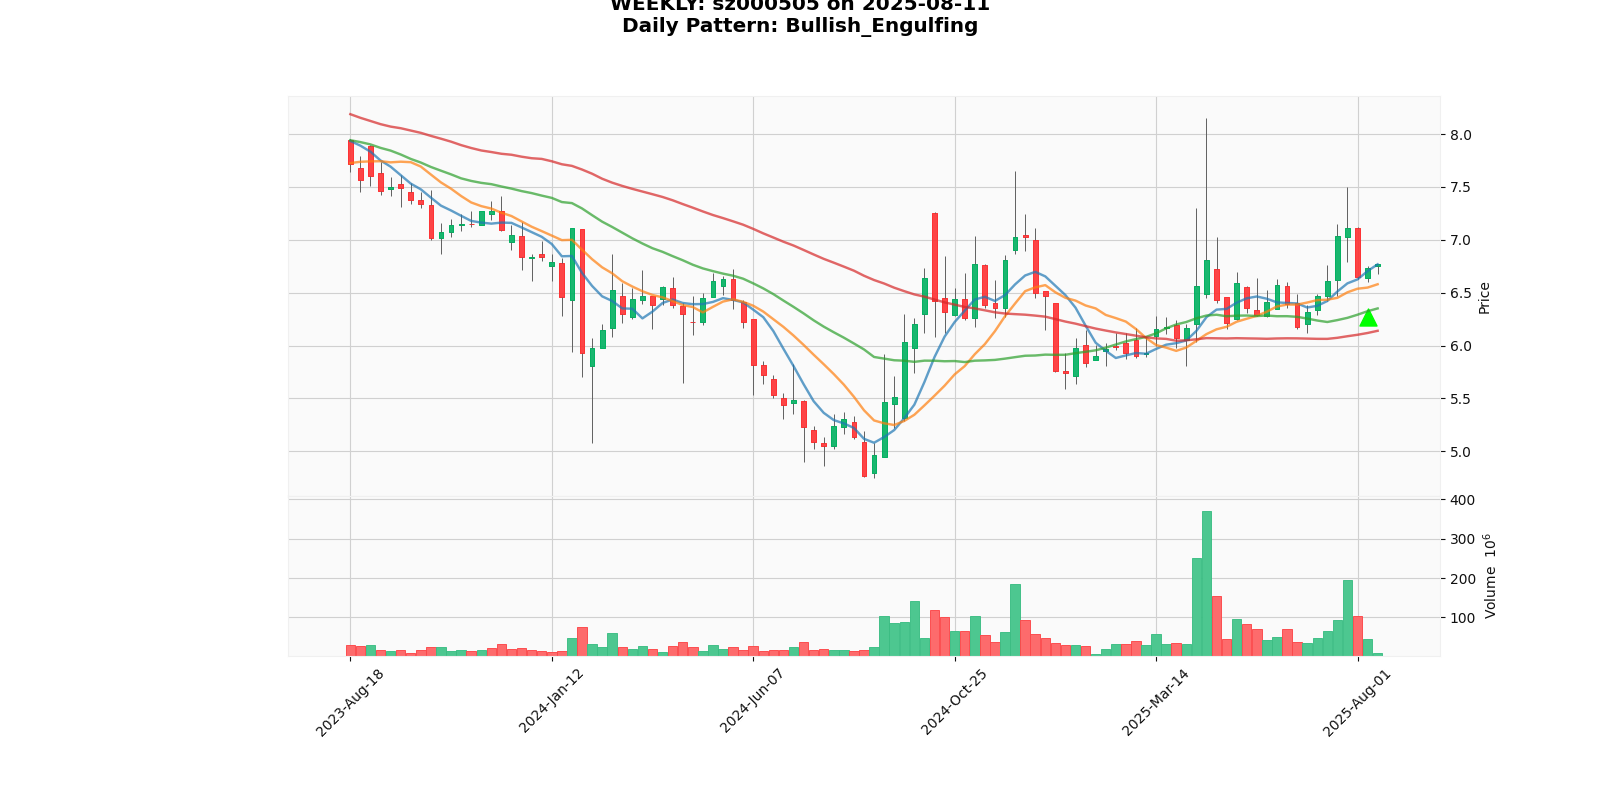 WEEKLY: sz000505 on 2025-08-11
Daily Pattern: Bullish_Engulfing
8.0
7.5
7.0
6.5
6.0
5.5
5.0
Price
400
300
200
100
Volume 10⁶
2023-Aug-18
2024-Jan-12
2024-Jun-07
2024-Oct-25
2025-Mar-14
2025-Aug-01